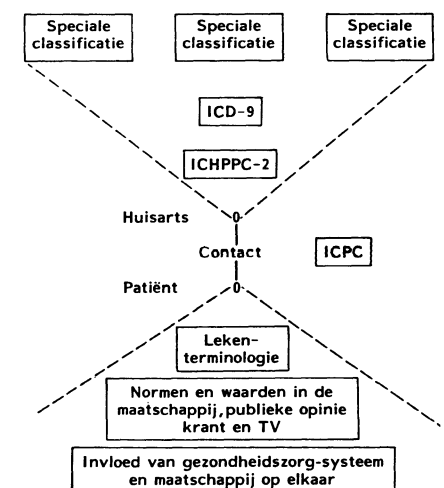 Speciale classificatie
Speciale classificatie
Speciale classificatie
ICD-9
ICHPPC-2
Huisarts
Contact
ICPC
Patiënt
Leken-
terminologie
Normen en waarden in de
maatschappij, publieke opinie
krant en TV
Invloed van gezondheidszorg-systeem
en maatschappij op elkaar